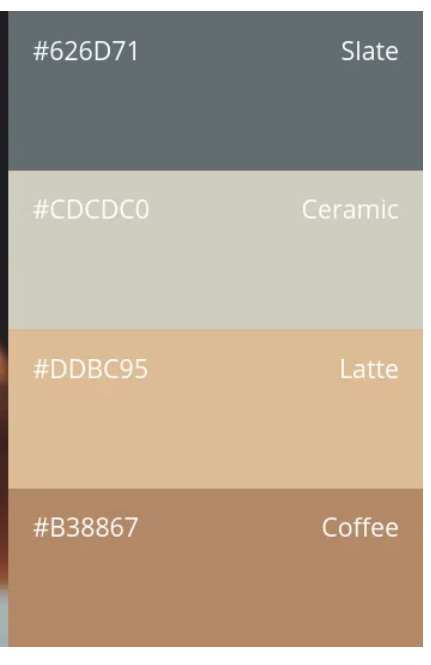 #626D71 Slate
#CDCDC0 Ceramic
#DDBC95 Latte
#B38867 Coffee